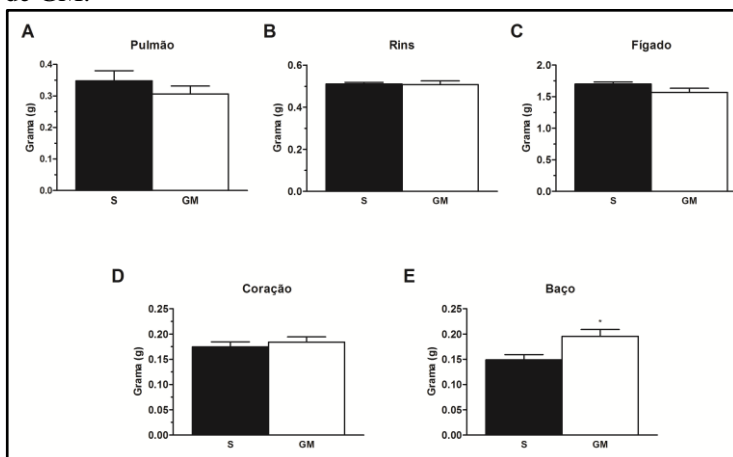 de GM.
A
Pulmão
Grama (g)
0.4
0.3
0.2
0.1
0.0
S
GM
B
Rins
Grama (g)
0.6
0.4
0.2
0.0
S
GM
C
Fígado
Grama (g)
2.0
1.5
1.0
0.5
0.0
S
GM
D
Coração
Grama (g)
0.25
0.20
0.15
0.10
0.05
0.00
S
GM
E
Baço
Grama (g)
0.25
0.20
0.15
0.10
0.05
0.00
*
S
GM